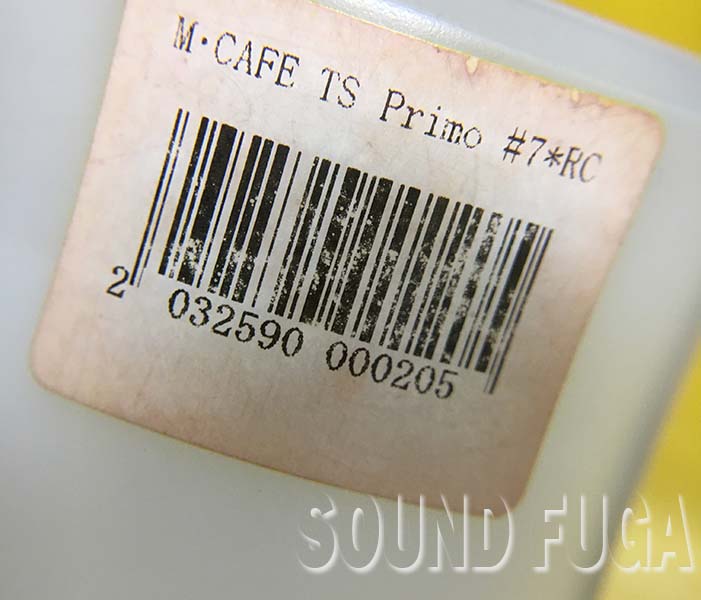 M·CAFE TS Primo #7*RC
2 032590 000205
SOUND FUGA